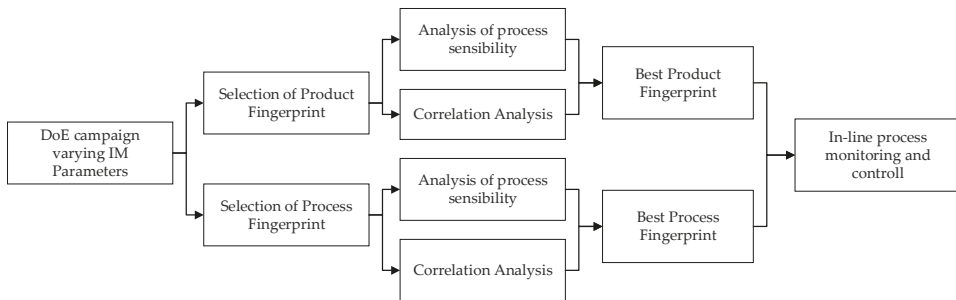 DoE campaign
varying IM
Parameters
Selection of Product
Fingerprint
Selection of Process
Fingerprint
Analysis of process
sensibility
Correlation Analysis
Analysis of process
sensibility
Correlation Analysis
Best Product
Fingerprint
Best Process
Fingerprint
In-line process
monitoring and
controll